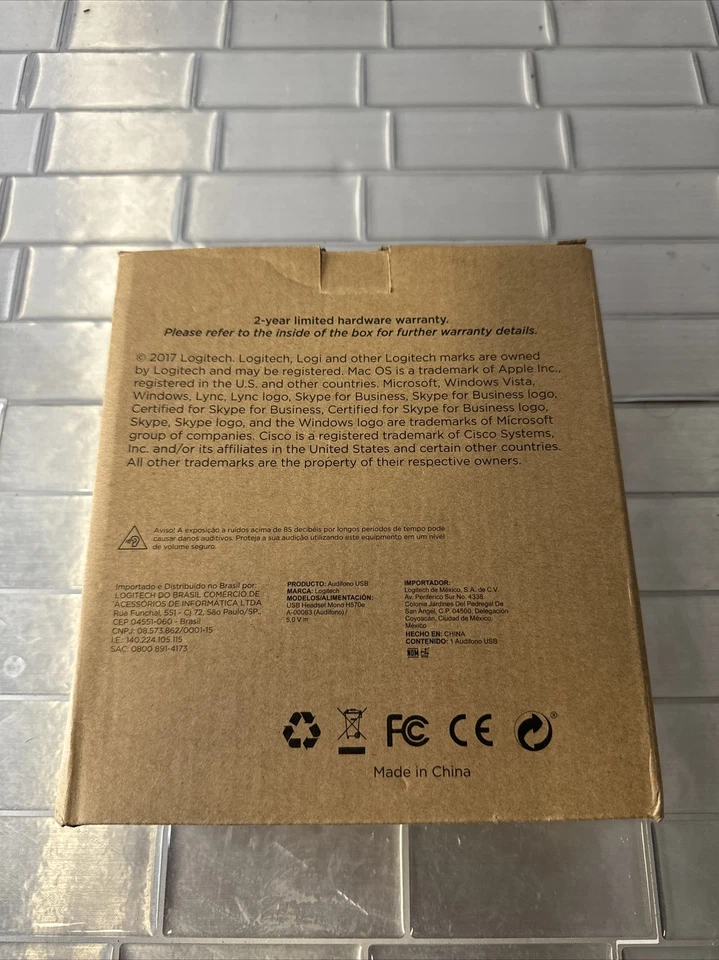 2-year limited hardware warranty.
Please refer to the inside of the box for further warranty details.
© 2017 Logitech. Logitech, Logi and other Logitech marks are owned
by Logitech and may be registered. Mac OS is a trademark of Apple Inc.,
registered in the U.S. and other countries. Microsoft, Windows Vista,
Windows, Lync, Lync logo, Skype for Business, Skype for Business logo,
Certified for Skype for Business, Certified for Skype for Business logo,
Skype, Skype logo, and the Windows logo are trademarks of Microsoft
group of companies. Cisco is a registered trademark of Cisco Systems,
Inc. and/or its affiliates in the United States and certain other countries.
All other trademarks are the property of their respective owners.
Aviso! A exposição a ruídos acima de 85 decibéis por longos períodos de tempo pode
causar danos auditivos. Proteja a sua audição utilizando este equipamento em um nível
de volume seguro.
Importado e Distribuído no Brasil por:
LOGITECH DO BRASIL COMÉRCIO DE
ACESSÓRIOS DE INFORMÁTICA LTDA
Rua Funchal, 551 - Cj 72, São Paulo/SP,
CEP 04551-060 - Brasil
CNPJ: 08.573.862/0001-15
I.E.: 140.224.105.115
SAC: 0800 891-4173
PRODUCTO: Audífono USB
MARCA: Logitech
MODELOS/ALIMENTACIÓN:
USB Headset Mono H570e
A-00063 (Audífono) /
5,0 V
IMPORTADOR:
Logitech de México, S.A. de C.V.
Av. Periférico Sur No. 4338
Colonia Jardines Del Pedregal De
San Ángel, C.P. 04500, Delegación
Coyoacán, Ciudad de México,
México
HECHO EN: CHINA
CONTENIDO: 1 Audífono USB
NOM
FC CE ®
Made in China